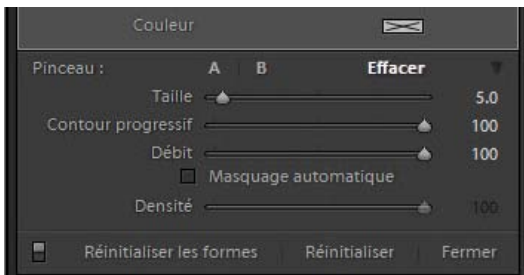 Couleur
Pinceau : A B Effacer
Taille 5.0
Contour progressif 100
Débit 100
Masquage automatique
Densité 100
Réinitialiser les formes Réinitialiser Fermer